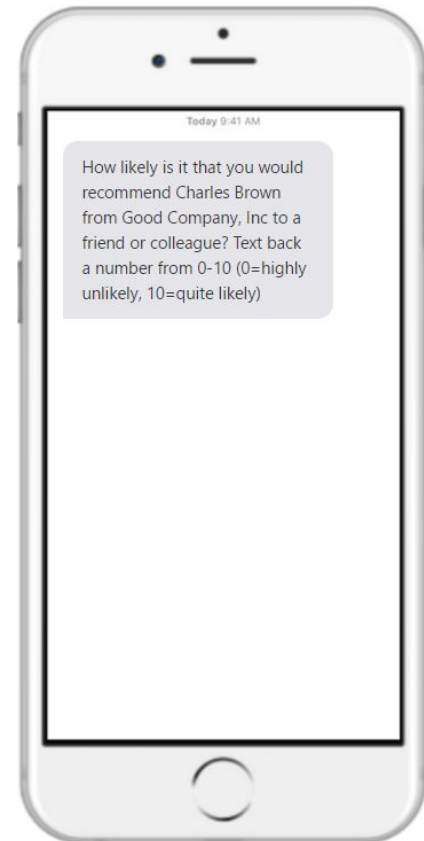 Today 9:41 AM
How likely is it that you would
recommend Charles Brown
from Good Company, Inc to a
friend or colleague? Text back
a number from 0-10 (0=highly
unlikely, 10=quite likely)